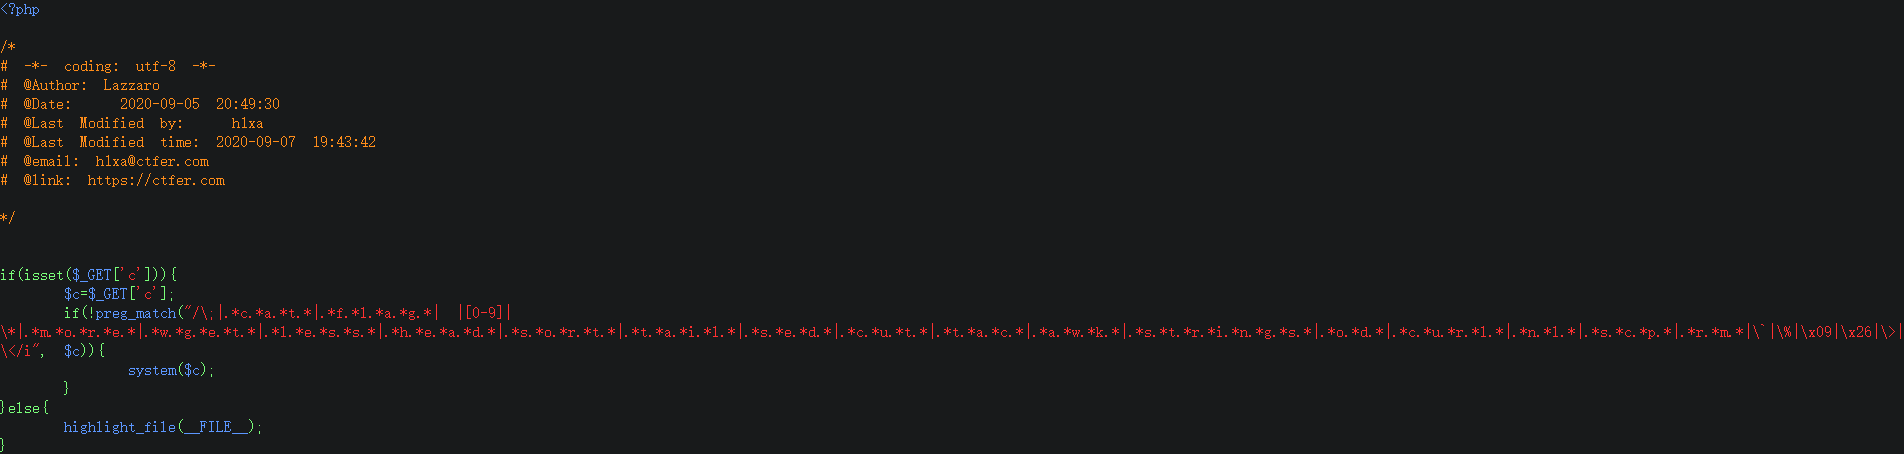 <?php

/*
# -*- coding: utf-8 -*-
# @Author: Lazzaro
# @Date:   2020-09-05 20:49:30
# @Last Modified by:   h1xa
# @Last Modified time: 2020-09-07 19:43:42
# @email: h1xa@ctfer.com
# @link: https://ctfer.com

*/


if(isset($_GET['c'])){
    $c=$_GET['c'];
    if(!preg_match("/\;|.*c.*a.*t.*|.*f.*l.*a.*g.*| |[0-9]|
\*|.*m.*o.*r.*e.*|.*w.*g.*e.*t.*|.*l.*e.*s.*s.*|.*h.*e.*a.*d.*|.*s.*o.*r.*t.*|.*t.*a.*i.*l.*|.*s.*e.*d.*|.*c.*u.*t.*|.*t.*a.*c.*|.*a.*w.*k.*|.*s.*t.*r.*i.*n.*g.*s.*|.*o.*d.*|.*c.*u.*r.*l.*|.*n.*l.*|.*s.*c.*p.*|.*r.*m.*|\`|\%|\x09|\x26|\>|
\</i", $c)){
        system($c);
    }
}else{
    highlight_file(__FILE__);
}